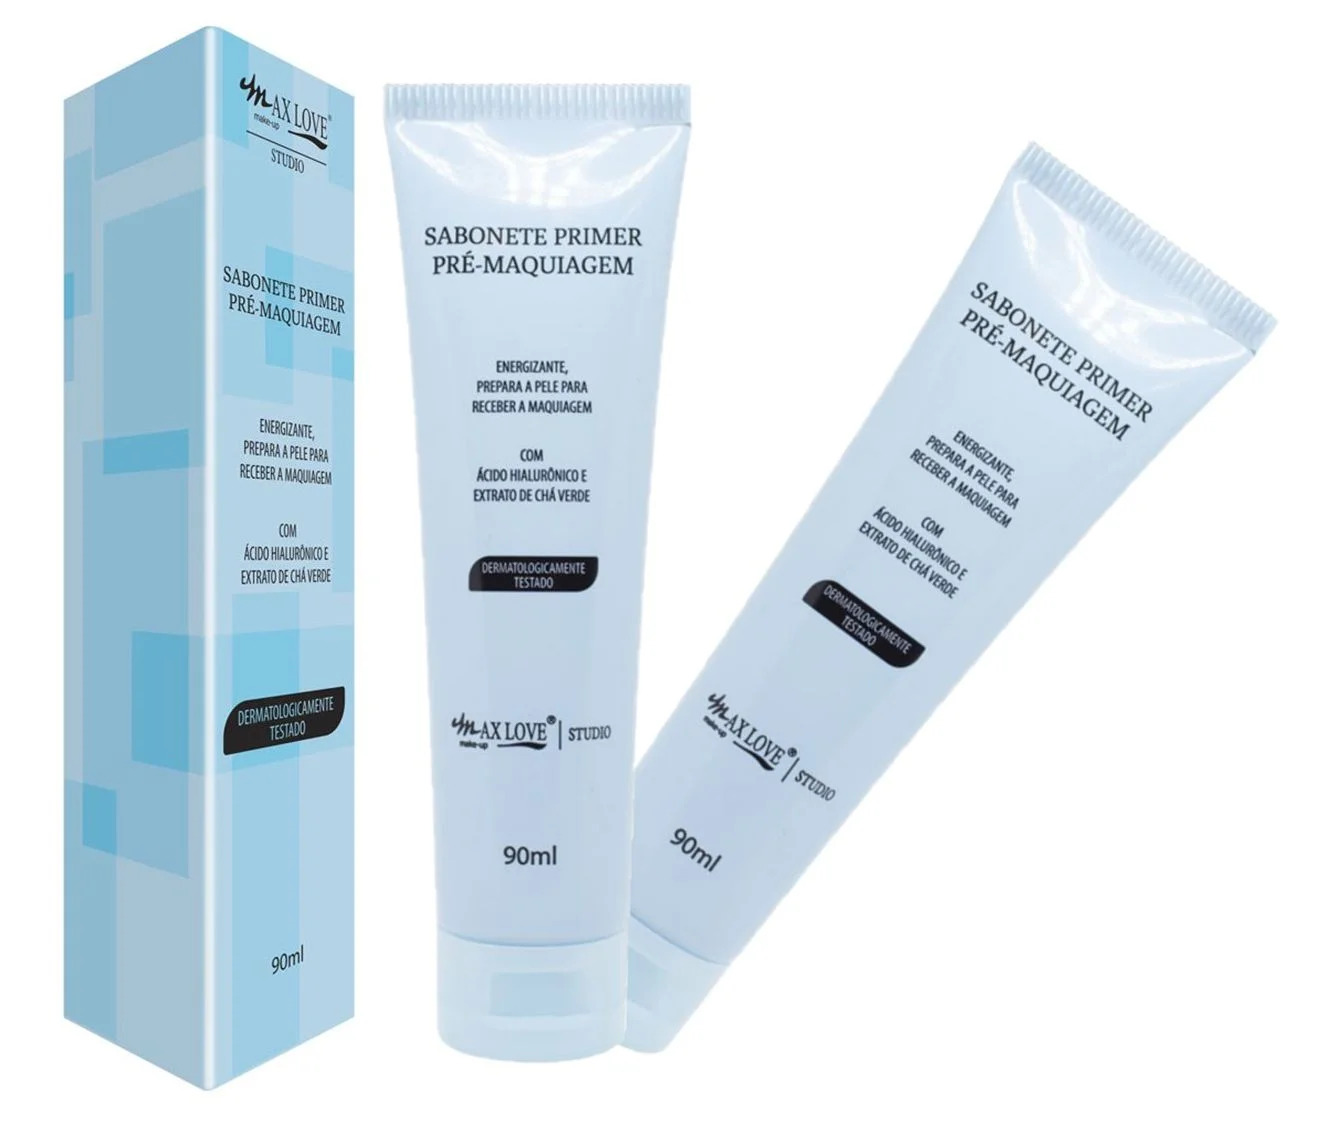 MAX LOVE®
make-up
STUDIO
SABONETE PRIMER
PRÉ-MAQUIAGEM
ENERGIZANTE,
PREPARA A PELE PARA
RECEBER A MAQUIAGEM
COM
ÁCIDO HIALURÔNICO E
EXTRATO DE CHÁ VERDE
DERMATOLOGICAMENTE
TESTADO
90ml
SABONETE PRIMER
PRÉ-MAQUIAGEM
ENERGIZANTE,
PREPARA A PELE PARA
RECEBER A MAQUIAGEM
COM
ÁCIDO HIALURÔNICO E
EXTRATO DE CHÁ VERDE
DERMATOLOGICAMENTE
TESTADO
MAX LOVE® | STUDIO
make-up
90ml
SABONETE PRIMER
PRÉ-MAQUIAGEM
ENERGIZANTE,
PREPARA A PELE PARA
RECEBER A MAQUIAGEM
COM
ÁCIDO HIALURÔNICO E
EXTRATO DE CHÁ VERDE
DERMATOLOGICAMENTE
TESTADO
MAX LOVE® | STUDIO
make-up
90ml